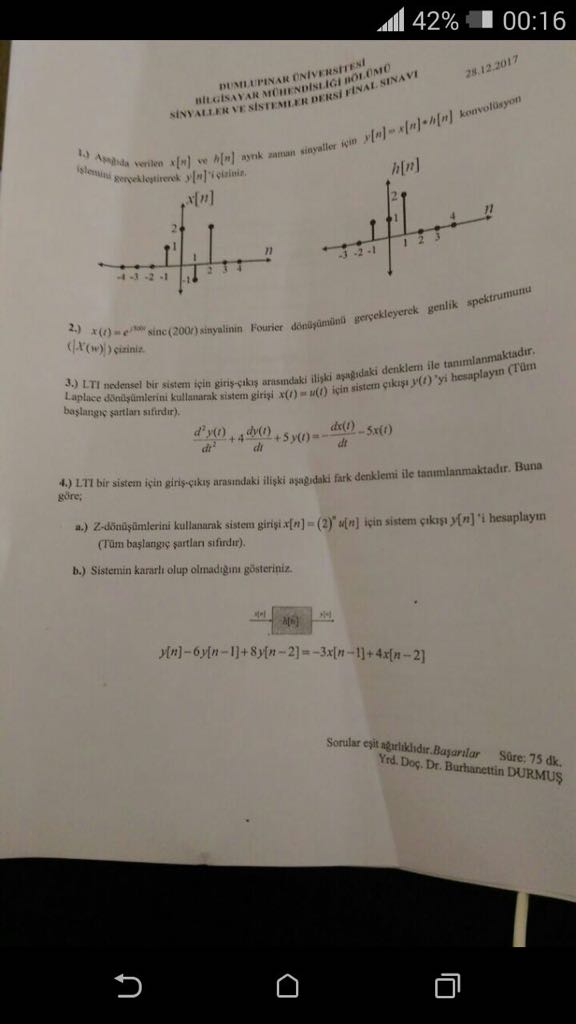 42% 00:16
DUMLUPINAR ÜNİVERSİTESİ
BİLGİSAYAR MÜHENDİSLİĞİ BÖLÜMÜ
SİNYALLER VE SİSTEMLER DERSİ FİNAL SINAVI
28.12.2017
1.) Aşağıda verilen x[n] ve h[n] ayrık zaman sinyaller için y[n]=x[n]*h[n] konvolüsyon
işlemini gerçekleştirerek y[n]'i çiziniz.
x[n] h[n]
2 1 -4 -3 -2 -1 1 2 3 4 -1 n
2 1 -3 -2 -1 1 2 3 4 n
2.) x(t) = e^{j500t} sinc(200t) sinyalinin Fourier dönüşümünü gerçekleyerek genlik spektrumunu
(|X(w)|) çiziniz.
3.) LTI nedensel bir sistem için giriş-çıkış arasındaki ilişki aşağıdaki denklem ile tanımlanmaktadır.
Laplace dönüşümlerini kullanarak sistem girişi x(t) = u(t) için sistem çıkışı y(t)'yi hesaplayın (Tüm
başlangıç şartları sıfırdır).
d²y(t)/dt² + 4 dy(t)/dt + 5y(t) = -dx(t)/dt - 5x(t)
4.) LTI bir sistem için giriş-çıkış arasındaki ilişki aşağıdaki fark denklemi ile tanımlanmaktadır. Buna
göre;
a.) Z-dönüşümlerini kullanarak sistem girişi x[n] = (2)ⁿ u[n] için sistem çıkışı y[n]'i hesaplayın
(Tüm başlangıç şartları sıfırdır).
b.) Sistemin kararlı olup olmadığını gösteriniz.
x[n] h[n] y[n]
y[n]-6y[n-1]+8y[n-2]=-3x[n-1]+4x[n-2]
Sorular eşit ağırlıklıdır.Başarılar Süre: 75 dk.
Yrd. Doç. Dr. Burhanettin DURMUŞ